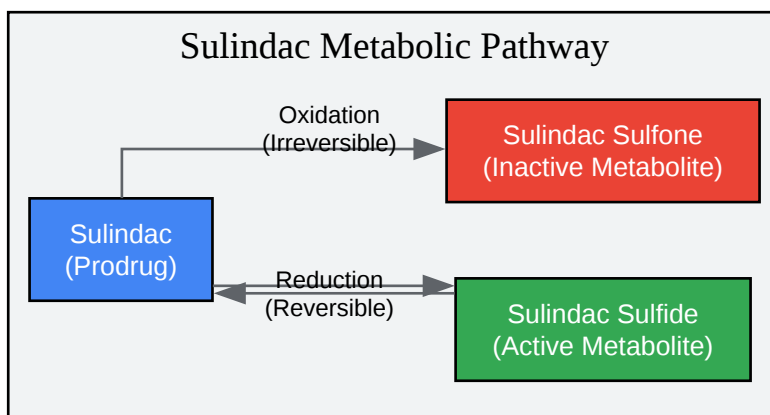 Sulindac Metabolic Pathway
Oxidation
(Irreversible)
Sulindac Sulfone
(Inactive Metabolite)
Sulindac
(Prodrug)
Reduction
(Reversible)
Sulindac Sulfide
(Active Metabolite)